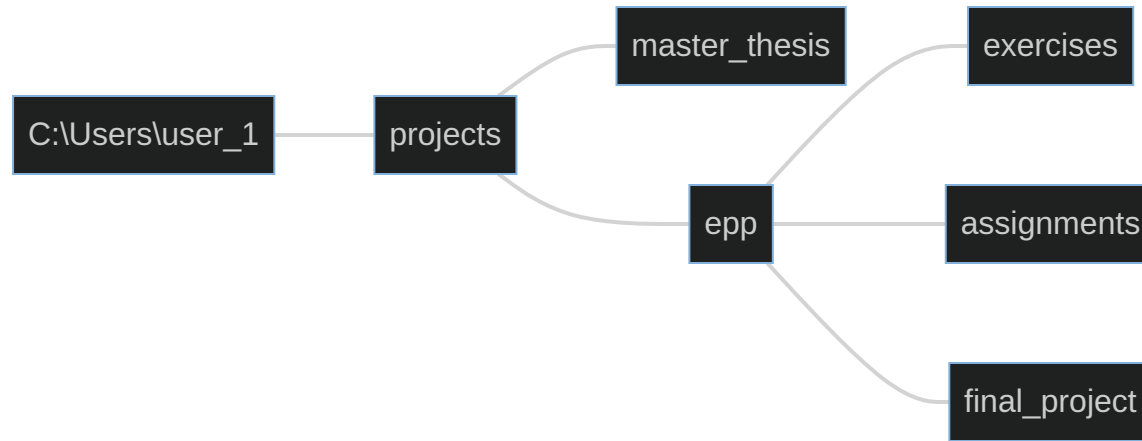 C:\Users\user_1
projects
master_thesis
epp
exercises
assignments
final_project